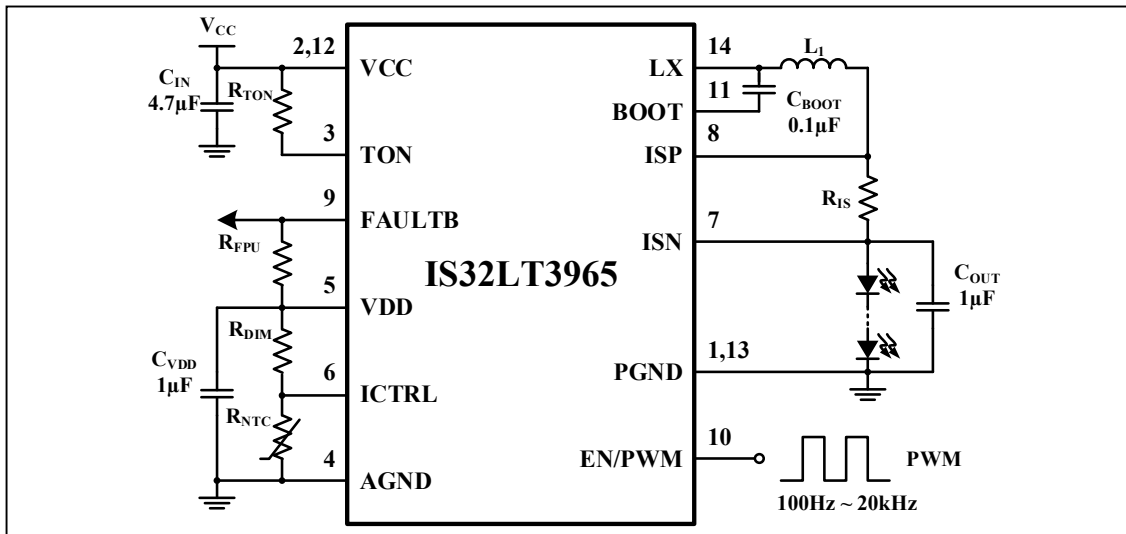 VCC
2,12
VCC
CIN
4.7µF
RTON
3
TON
9
FAULTB
RFPU
5
VDD
RDIM
CVDD
1µF
6
ICTRL
RNTC
4
AGND
IS32LT3965
14
LX
L1
11
BOOT
CBOOT
0.1µF
8
ISP
RIS
7
ISN
COUT
1µF
1,13
PGND
10
EN/PWM
PWM
100Hz ~ 20kHz